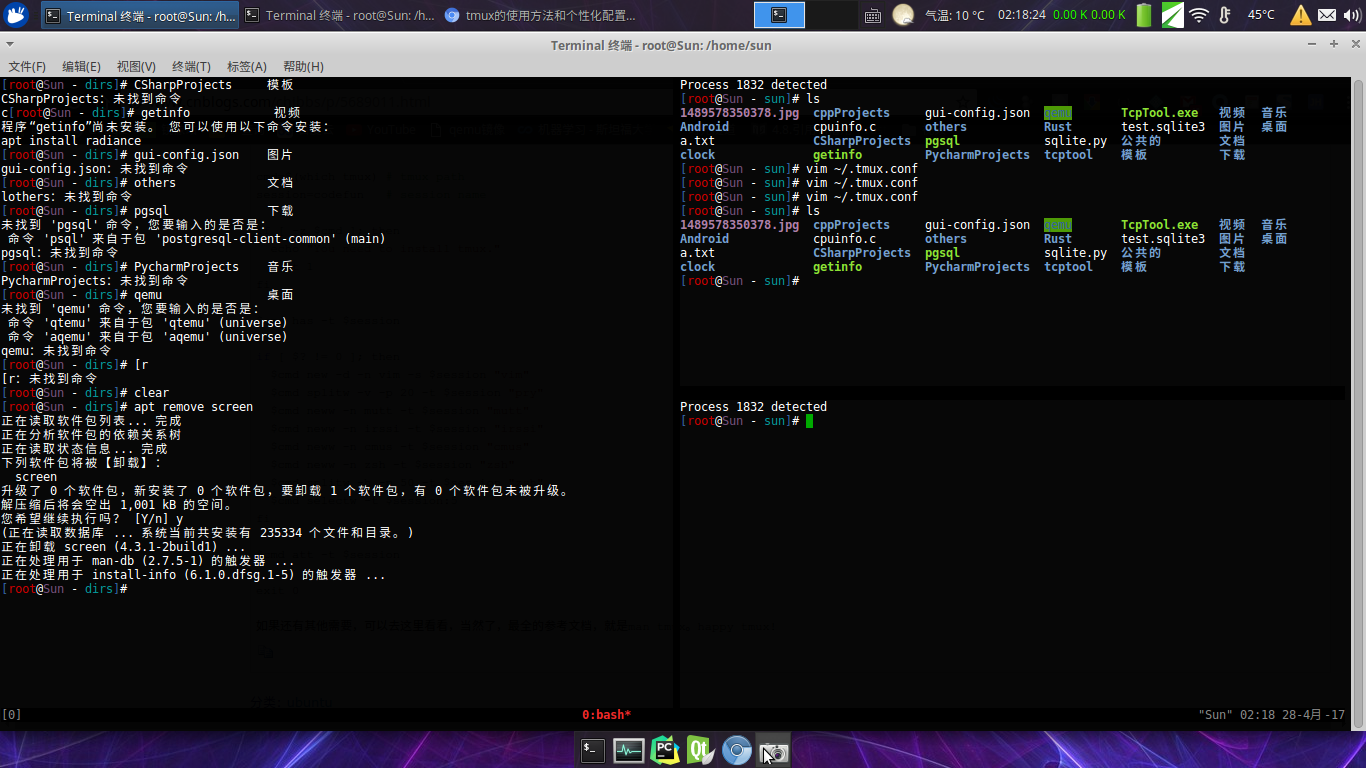 Terminal 终端 - root@Sun: /h...
Terminal 终端 - root@Sun: /h...
tmux的使用方法和个性化配置...
气温: 10 °C
02:18:24
0.00 K 0.00 K
45°C
Terminal 终端 - root@Sun: /home/sun
文件(F) 编辑(E) 视图(V) 终端(T) 标签(A) 帮助(H)
[root@Sun - dirs]# CSharpProjects 模板
CSharpProjects：未找到命令
c[root@Sun - dirs]# getinfo 视频
程序“getinfo”尚未安装。 您可以使用以下命令安装：
apt install radiance
[root@Sun - dirs]# gui-config.json 图片
gui-config.json：未找到命令
[root@Sun - dirs]# others 文档
lothers：未找到命令
[root@Sun - dirs]# pgsql 下载
未找到 'pgsql' 命令，您要输入的是否是：
命令 'psql' 来自于包 'postgresql-client-common' (main)
pgsql：未找到命令
[root@Sun - dirs]# PycharmProjects 音乐
PycharmProjects：未找到命令
[root@Sun - dirs]# qemu 桌面
未找到 'qemu' 命令，您要输入的是否是：
命令 'qtemu' 来自于包 'qtemu' (universe)
命令 'aqemu' 来自于包 'aqemu' (universe)
qemu：未找到命令
[root@Sun - dirs]# [r
[r：未找到命令
[root@Sun - dirs]# clear
[root@Sun - dirs]# apt remove screen
正在读取软件包列表... 完成
正在分析软件包的依赖关系树
正在读取状态信息... 完成
下列软件包将被【卸载】：
screen
升级了 0 个软件包，新安装了 0 个软件包，要卸载 1 个软件包，有 0 个软件包未被升级。
解压缩后将会空出 1,001 kB 的空间。
您希望继续执行吗？ [Y/n] y
(正在读取数据库 ... 系统当前共安装有 235334 个文件和目录。)
正在卸载 screen (4.3.1-2build1) ...
正在处理用于 man-db (2.7.5-1) 的触发器 ...
正在处理用于 install-info (6.1.0.dfsg.1-5) 的触发器 ...
[root@Sun - dirs]#
Process 1832 detected
[root@Sun - sun]# ls
1489578350378.jpg cppProjects gui-config.json qemu TcpTool.exe 视频 音乐
Android cpuinfo.c others Rust test.sqlite3 图片 桌面
a.txt CSharpProjects pgsql sqlite.py 公共的 文档
clock getinfo PycharmProjects tcptool 模板 下载
[root@Sun - sun]# vim ~/.tmux.conf
[root@Sun - sun]# vim ~/.tmux.conf
[root@Sun - sun]# vim ~/.tmux.conf
[root@Sun - sun]# ls
1489578350378.jpg cppProjects gui-config.json qemu TcpTool.exe 视频 音乐
Android cpuinfo.c others Rust test.sqlite3 图片 桌面
a.txt CSharpProjects pgsql sqlite.py 公共的 文档
clock getinfo PycharmProjects tcptool 模板 下载
[root@Sun - sun]#
Process 1832 detected
[root@Sun - sun]#
[0] 0:bash* "Sun" 02:18 28-4月-17
PC
Qt